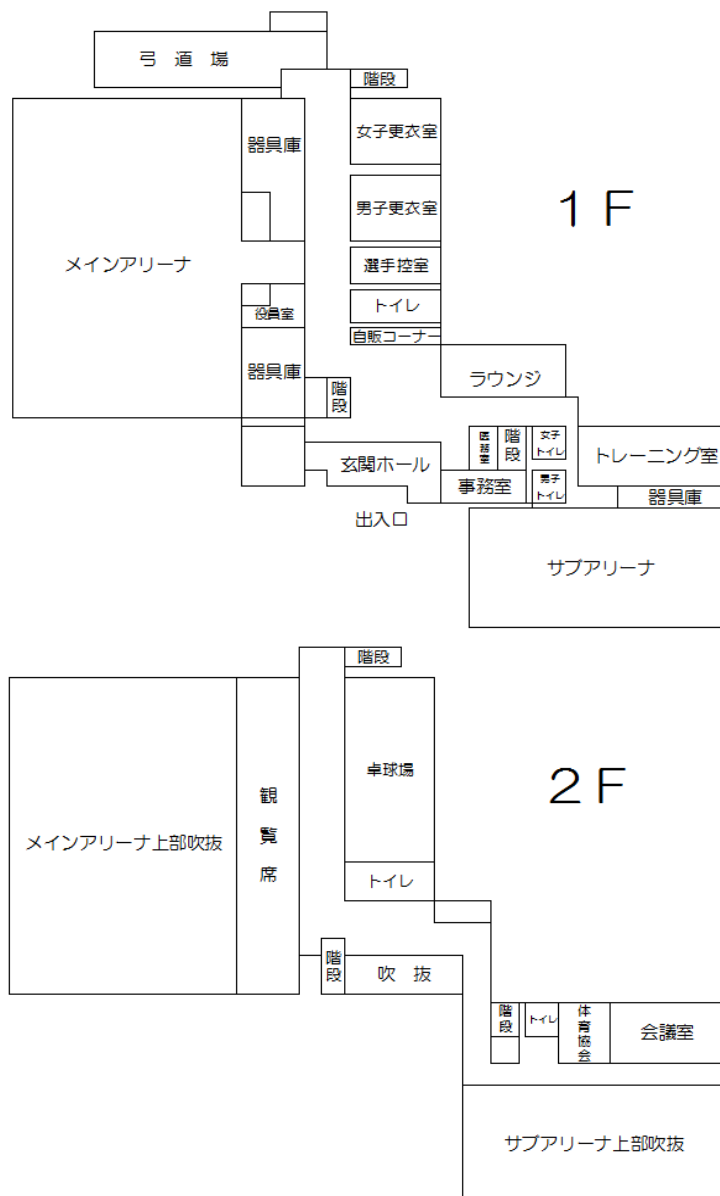 弓 道 場
階段
器具庫
女子更衣室
男子更衣室
1F
メインアリーナ
選手控室
トイレ
役員室
自販コーナー
器具庫
階段
ラウンジ
玄関ホール
医務室
階段
女子
トイレ
トレーニング室
事務室
男子
トイレ
器具庫
出入口
サブアリーナ
階段
卓球場
2F
観覧席
メインアリーナ上部吹抜
トイレ
階段
吹 抜
階段
トイレ
体育協会
会議室
サブアリーナ上部吹抜